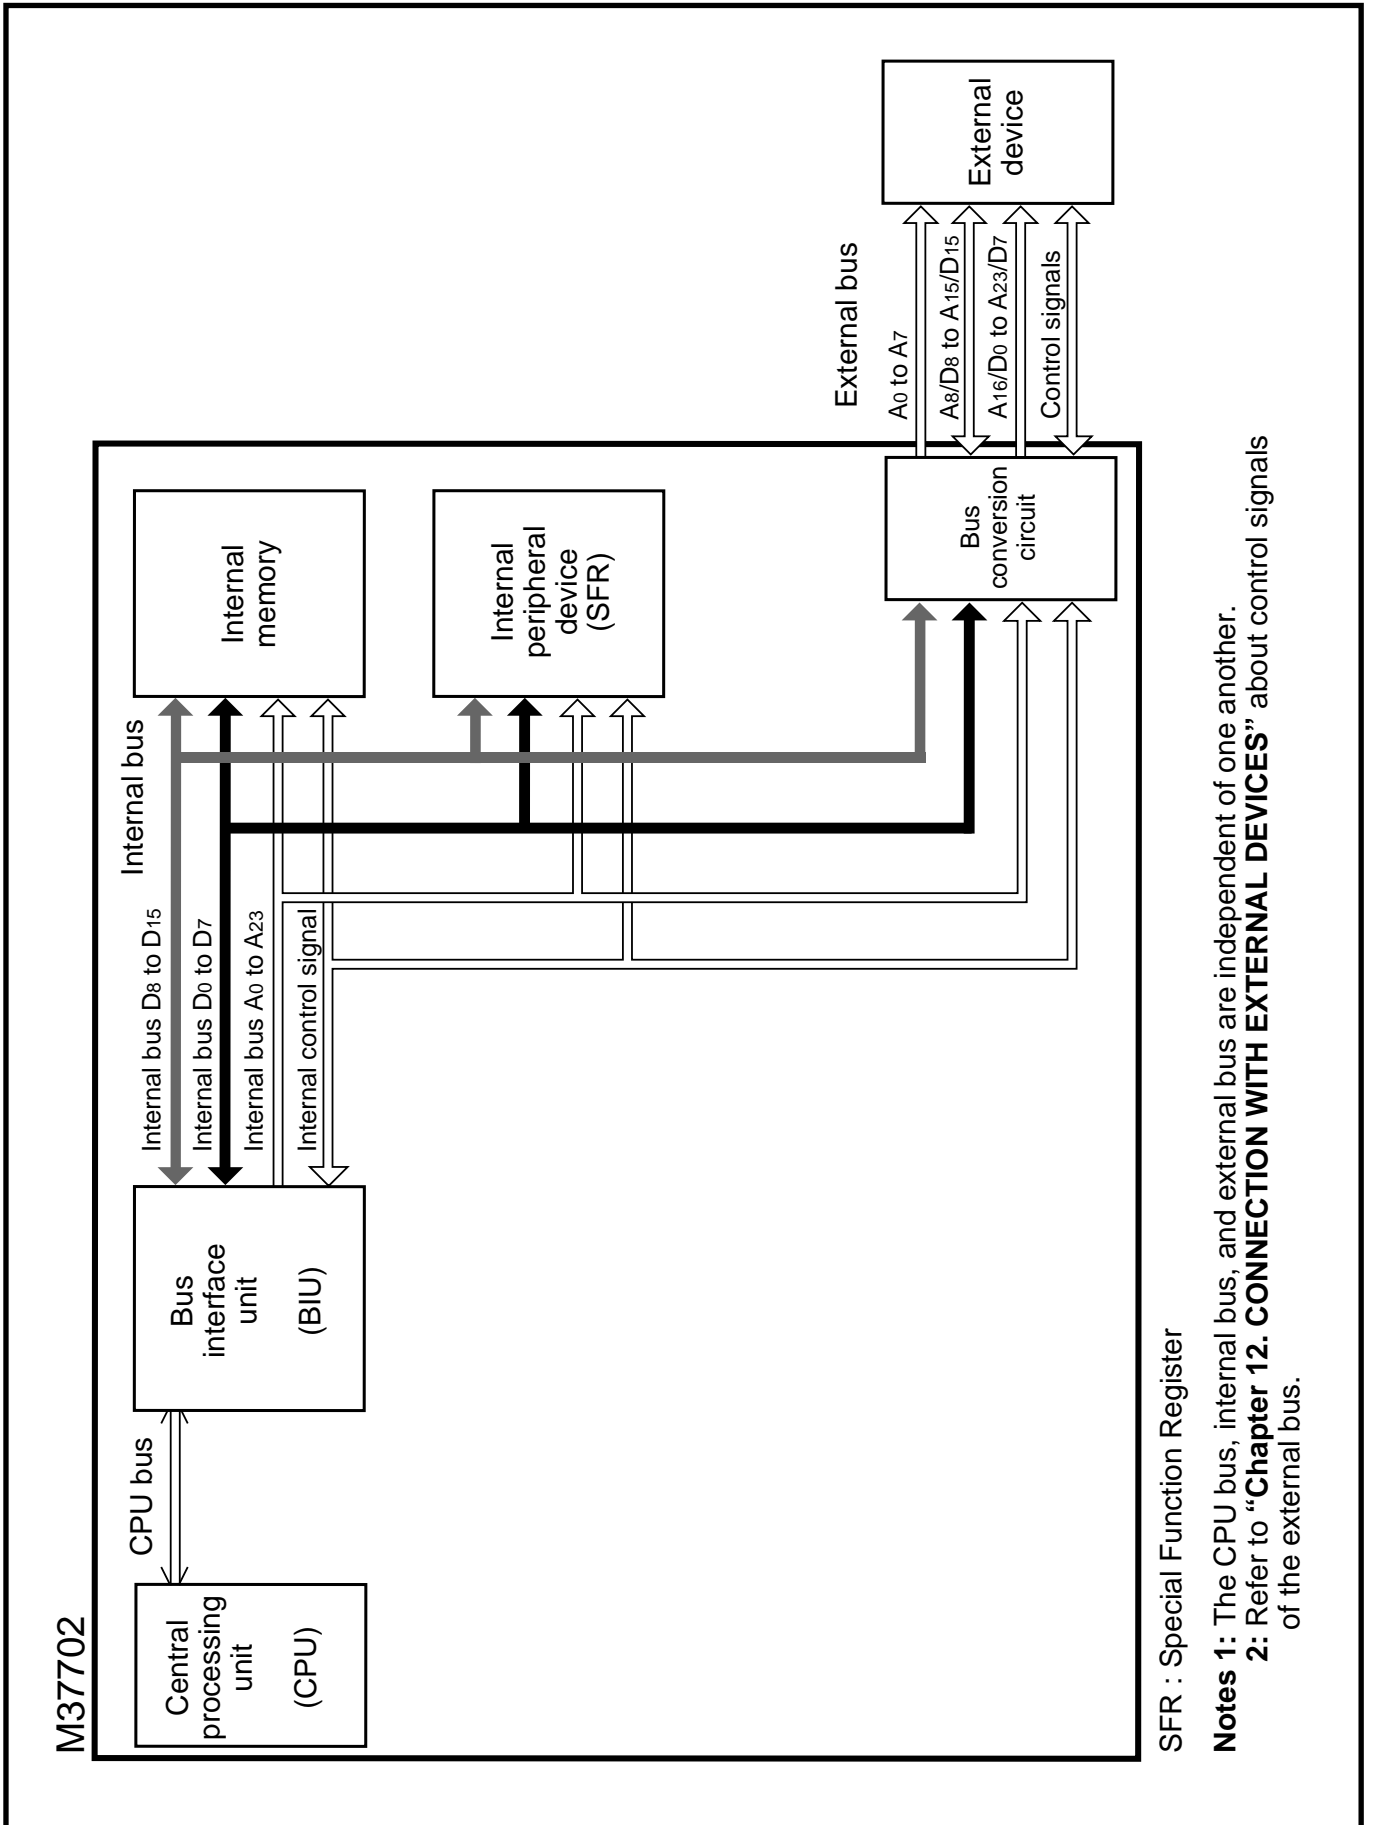 M37702
Central
processing
unit
(CPU)
CPU bus
Bus
interface
unit
(BIU)
Internal bus
Internal bus D8 to D15
Internal bus D0 to D7
Internal bus A0 to A23
Internal control signal
Internal
memory
Internal
peripheral
device
(SFR)
Bus
conversion
circuit
External bus
A0 to A7
A8/D8 to A15/D15
A16/D0 to A23/D7
Control signals
External
device
SFR : Special Function Register
Notes 1: The CPU bus, internal bus, and external bus are independent of one another.
2: Refer to “Chapter 12. CONNECTION WITH EXTERNAL DEVICES” about control signals
of the external bus.